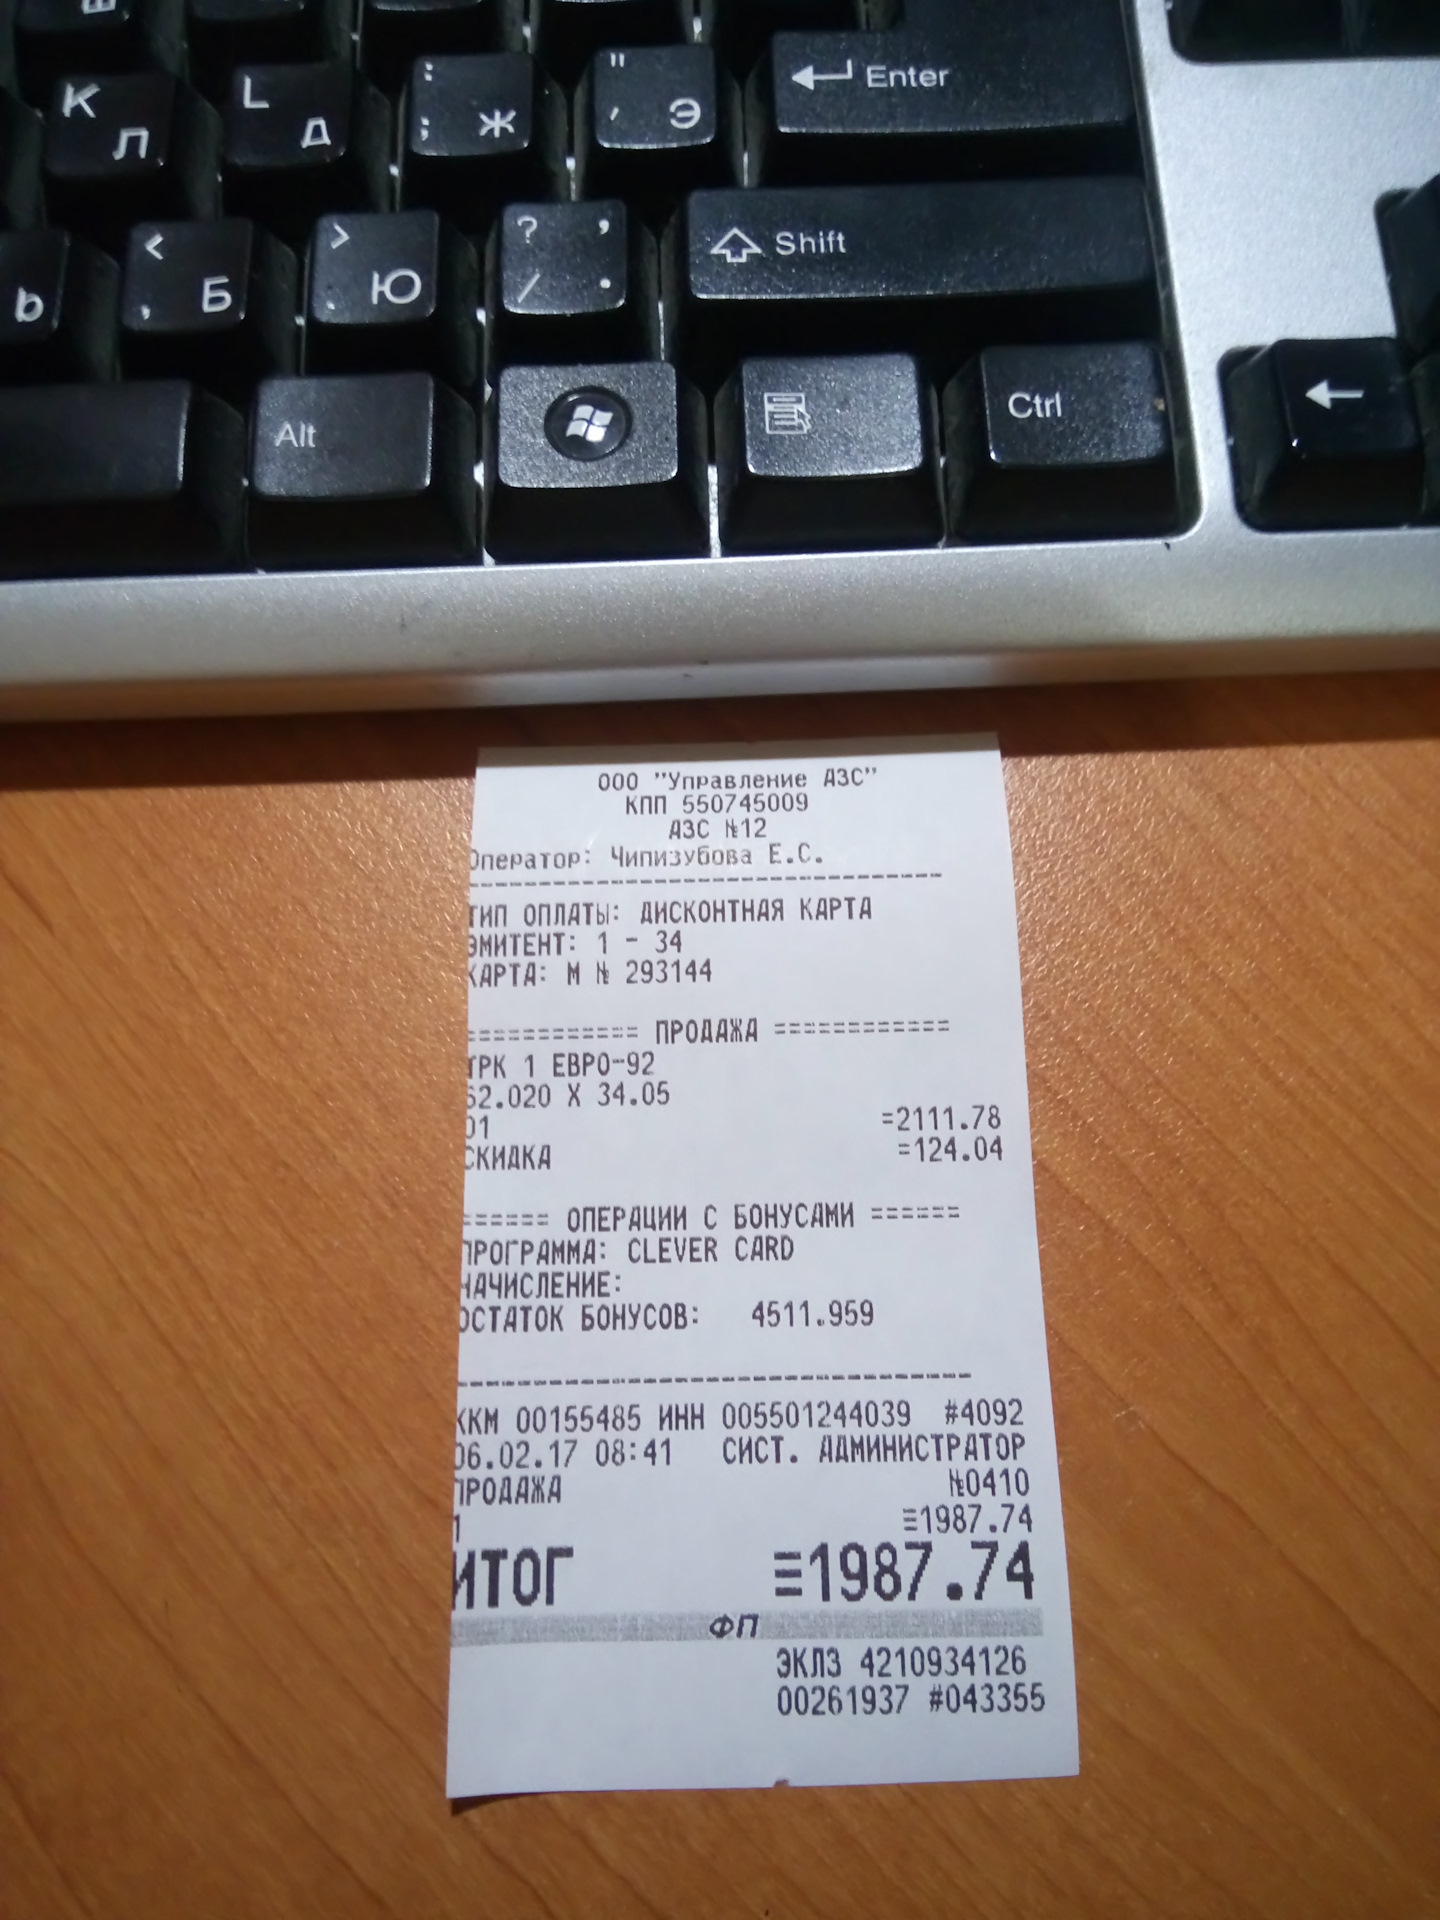 K
Л
L
Д
:
; Ж
"
' Э
Enter
Ь
<
, Б
>
. Ю
? ,
/ .
Shift
Alt
Ctrl
ООО "Управление АЗС"
КПП 550745009
АЗС №12
Оператор: Чипизубова Е.С.
--------------------------------
ТИП ОПЛАТЫ: ДИСКОНТНАЯ КАРТА
ЭМИТЕНТ: 1 - 34
КАРТА: М № 293144
============ ПРОДАЖА ============
ТРК 1 ЕВРО-92
62.020 X 34.05
01 =2111.78
СКИДКА =124.04
====== ОПЕРАЦИИ С БОНУСАМИ ======
ПРОГРАММА: CLEVER CARD
НАЧИСЛЕНИЕ:
ОСТАТОК БОНУСОВ: 4511.959
--------------------------------
ККМ 00155485 ИНН 005501244039 #4092
06.02.17 08:41 СИСТ. АДМИНИСТРАТОР
ПРОДАЖА №0410
1 ≡1987.74
ИТОГ ≡1987.74
ФП
ЭКЛЗ 4210934126
00261937 #043355